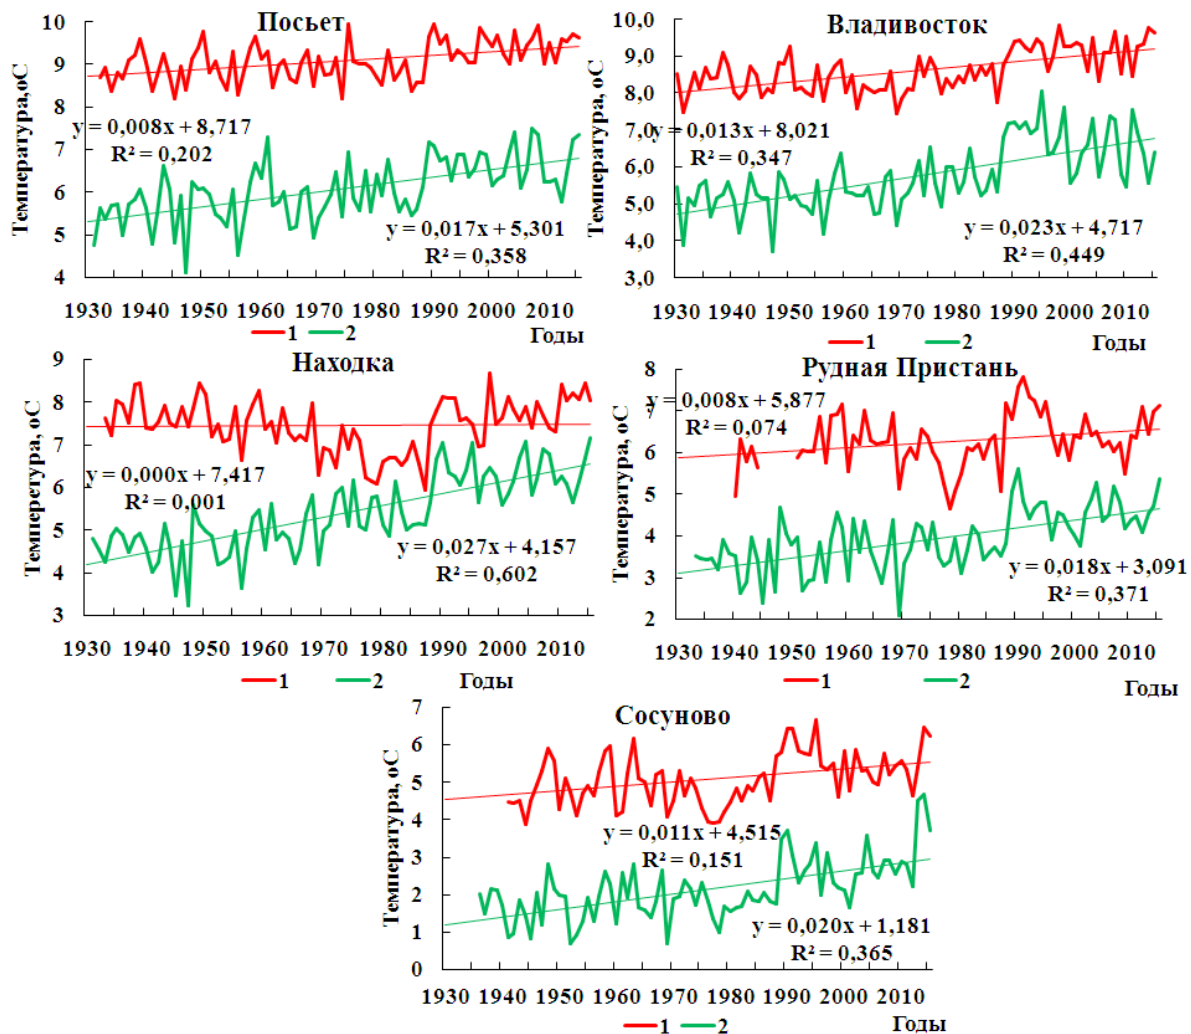 Посьет
Температура,оС
10
9
8
7
6
5
4
y = 0,008x + 8,717
R² = 0,202
y = 0,017x + 5,301
R² = 0,358
1930 1940 1950 1960 1970 1980 1990 2000 2010
1 2
Годы
Владивосток
Температура, оС
10,0
9,0
8,0
7,0
6,0
5,0
4,0
3,0
y = 0,013x + 8,021
R² = 0,347
y = 0,023x + 4,717
R² = 0,449
1930 1940 1950 1960 1970 1980 1990 2000 2010
1 2
Годы
Находка
Температура, оС
9
8
7
6
5
4
3
y = 0,000x + 7,417
R² = 0,001
y = 0,027x + 4,157
R² = 0,602
1930 1940 1950 1960 1970 1980 1990 2000 2010
1 2
Годы
Рудная Пристань
Температура, оС
8
7
6
5
4
3
2
y = 0,008x + 5,877
R² = 0,074
y = 0,018x + 3,091
R² = 0,371
1930 1940 1950 1960 1970 1980 1990 2000 2010
1 2
Годы
Сосуново
Температура, оС
7
6
5
4
3
2
1
0
y = 0,011x + 4,515
R² = 0,151
y = 0,020x + 1,181
R² = 0,365
1930 1940 1950 1960 1970 1980 1990 2000 2010
1 2
Годы